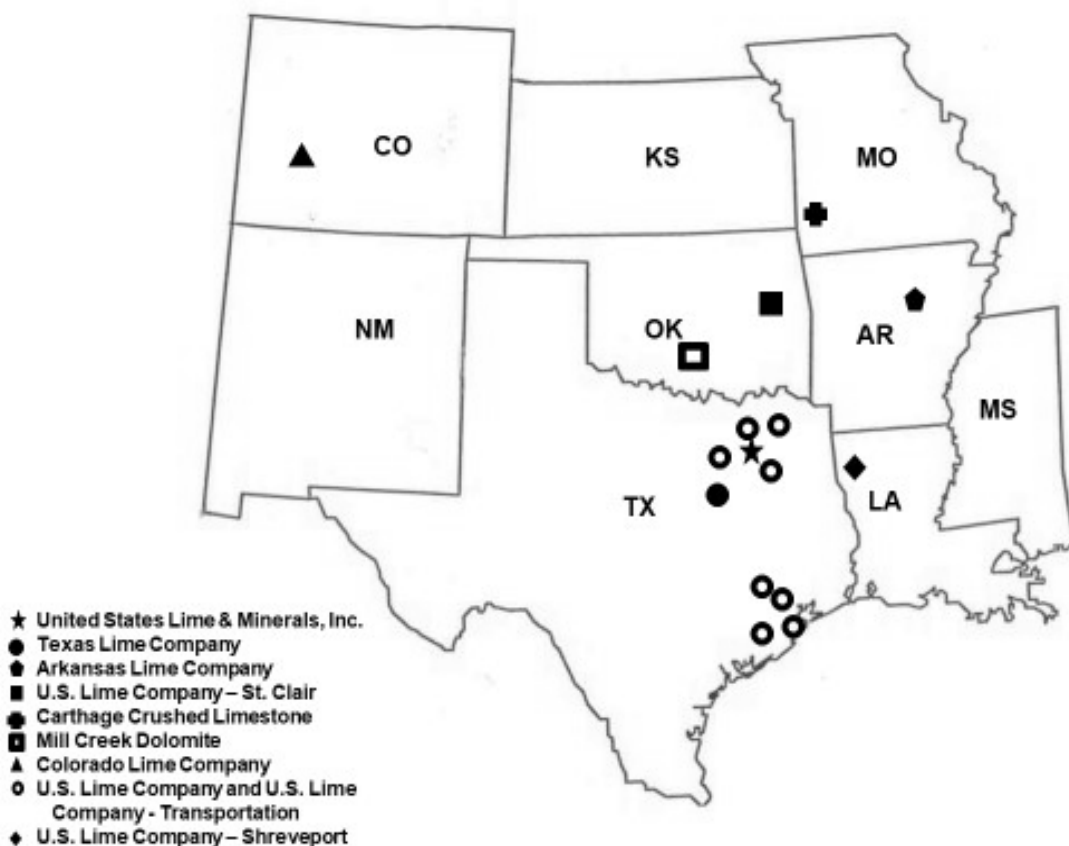 CO
KS
MO
NM
OK
AR
MS
TX
LA
United States Lime & Minerals, Inc.
Texas Lime Company
Arkansas Lime Company
U.S. Lime Company – St. Clair
Carthage Crushed Limestone
Mill Creek Dolomite
Colorado Lime Company
U.S. Lime Company and U.S. Lime
Company - Transportation
U.S. Lime Company – Shreveport